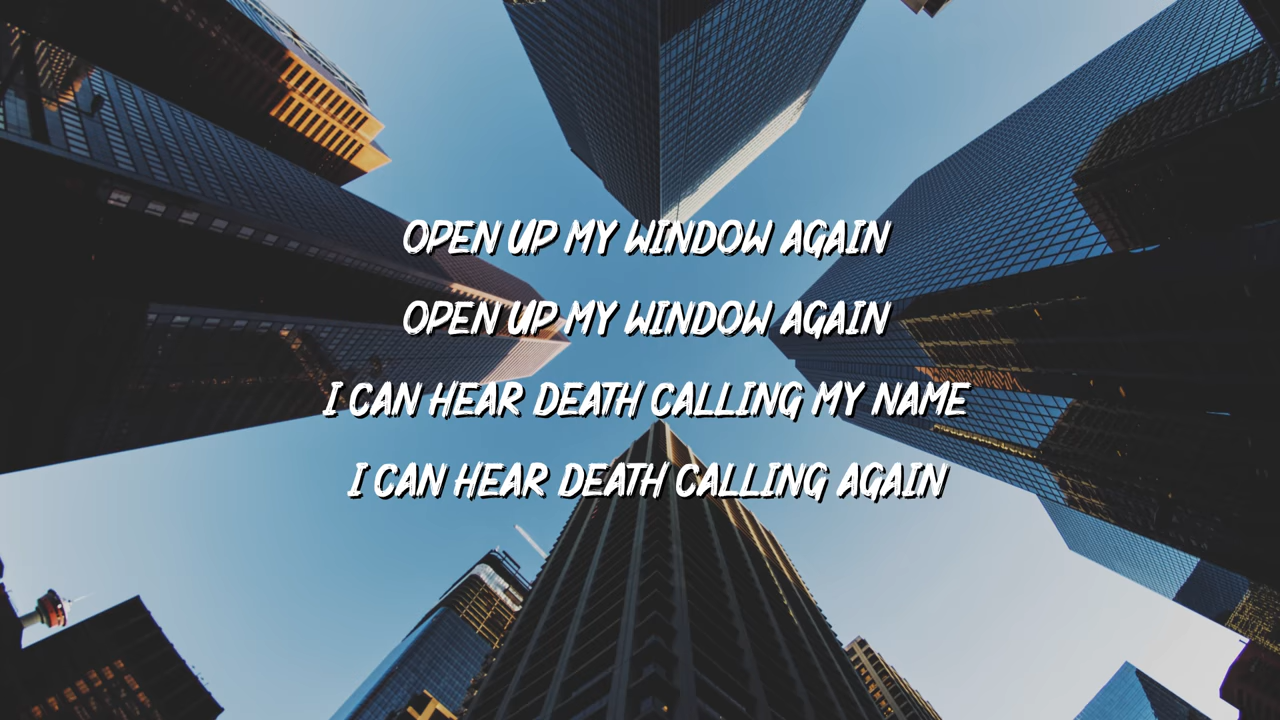 OPEN UP MY WINDOW AGAIN
OPEN UP MY WINDOW AGAIN
I CAN HEAR DEATH CALLING MY NAME
I CAN HEAR DEATH CALLING AGAIN